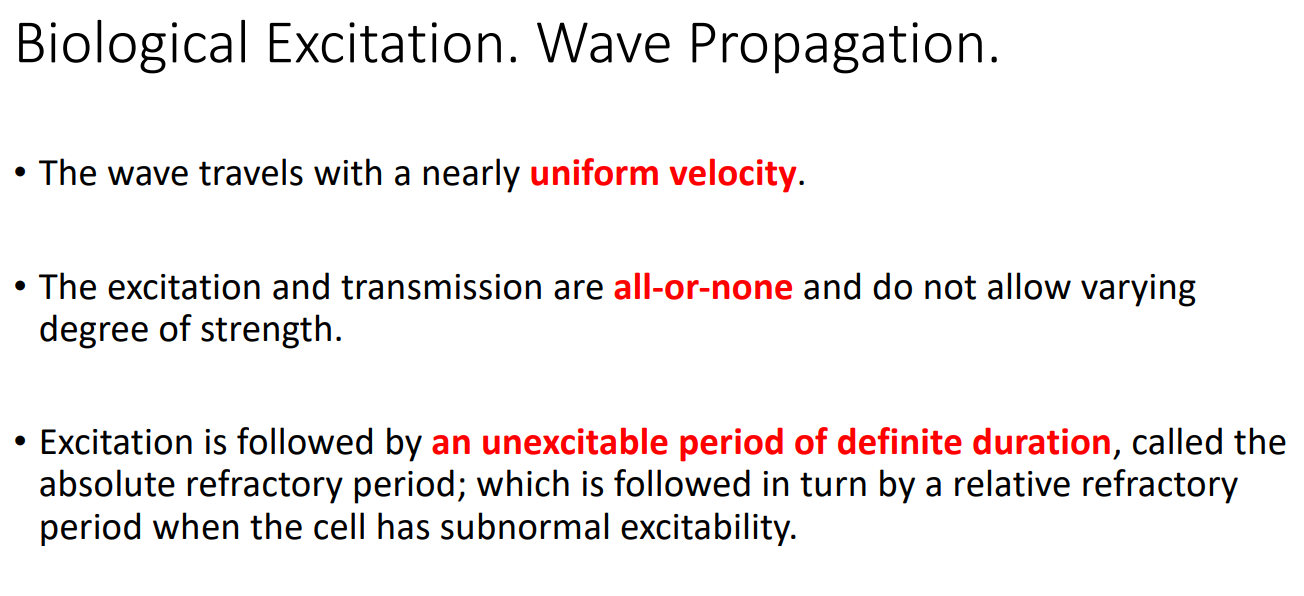 Biological Excitation. Wave Propagation.
• The wave travels with a nearly uniform velocity.
• The excitation and transmission are all-or-none and do not allow varying
degree of strength.
• Excitation is followed by an unexcitable period of definite duration, called the
absolute refractory period; which is followed in turn by a relative refractory
period when the cell has subnormal excitability.